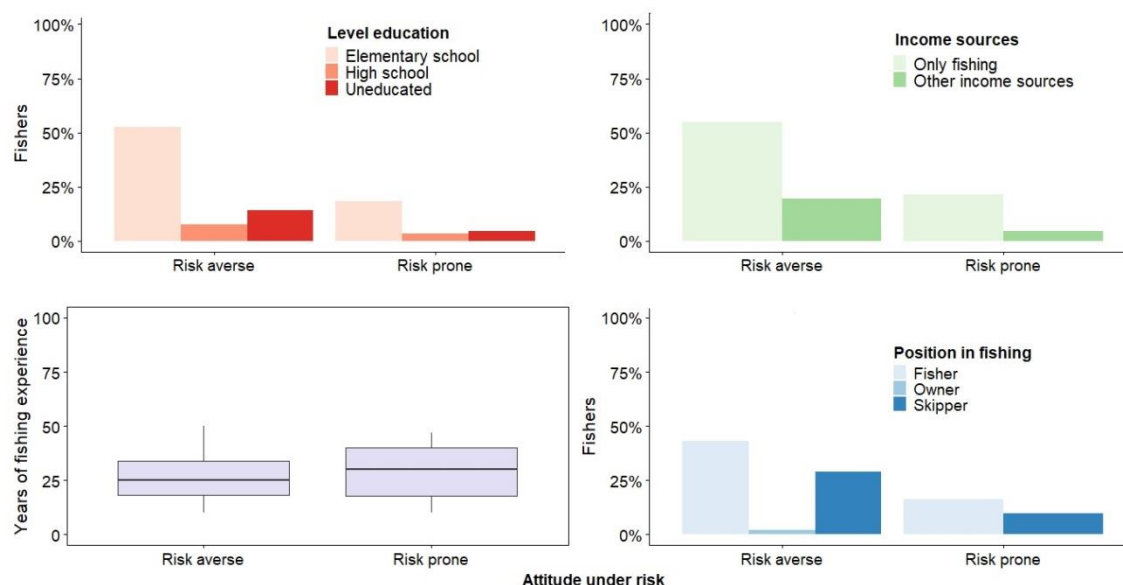 100%
75%
50%
25%
0%
Fishers
Level education
Elementary school
High school
Uneducated
Risk averse
Risk prone
100%
75%
50%
25%
0%
Income sources
Only fishing
Other income sources
Risk averse
Risk prone
100
75
50
25
0
Years of fishing experience
Risk averse
Risk prone
100%
75%
50%
25%
0%
Fishers
Position in fishing
Fisher
Owner
Skipper
Risk averse
Risk prone
Attitude under risk